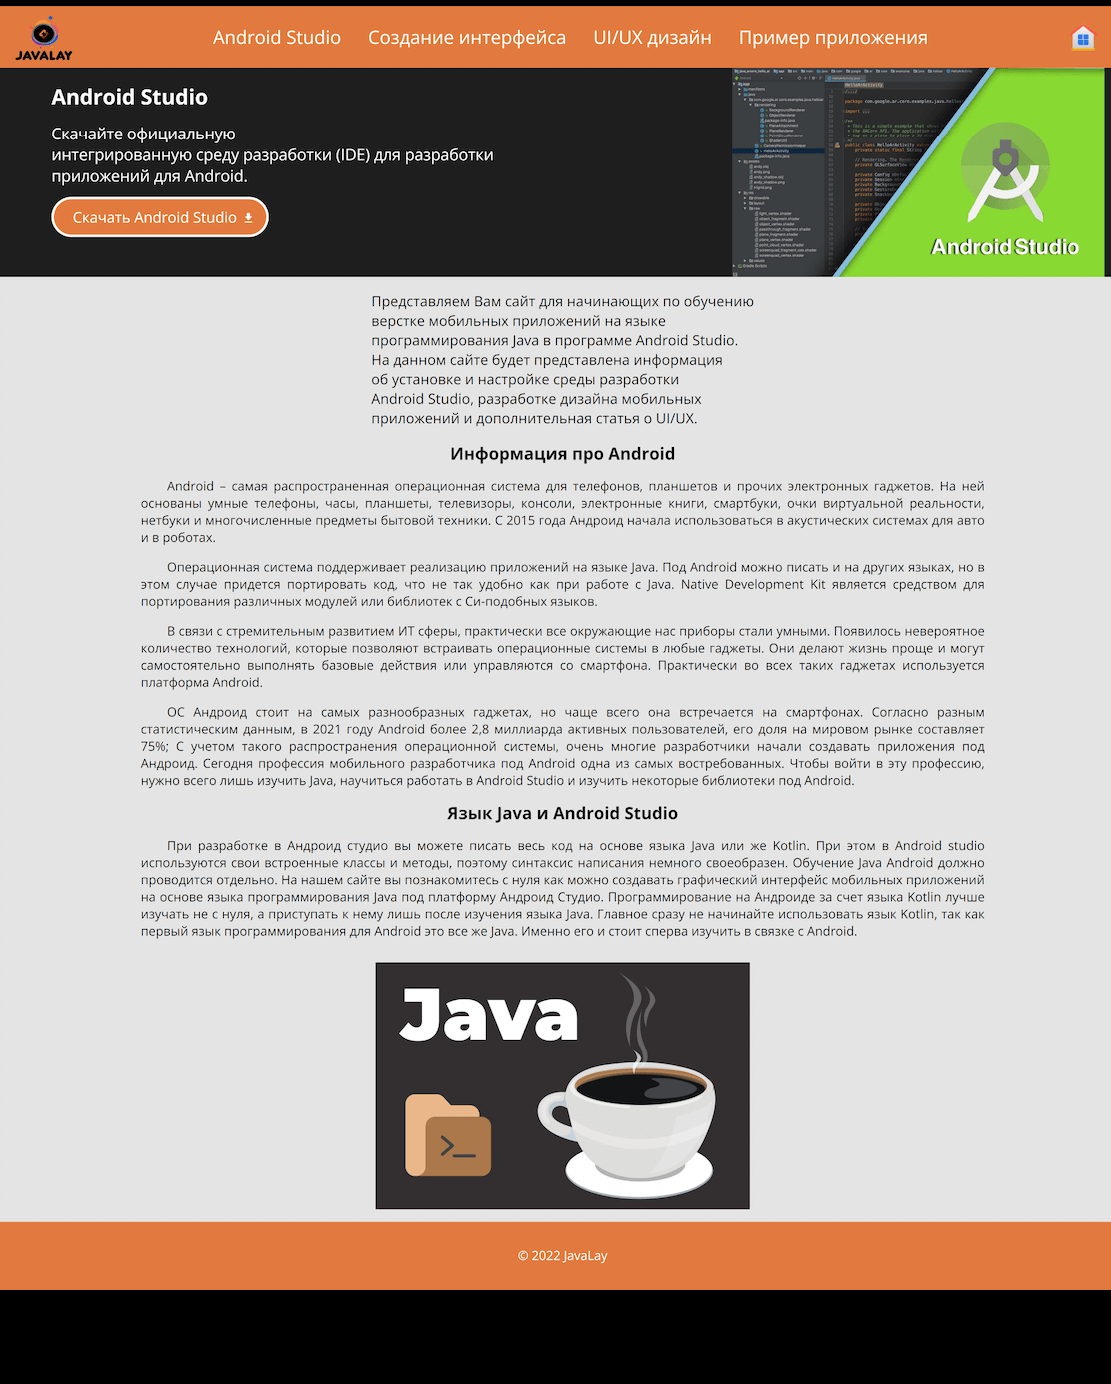 JAVALAY
Android Studio Создание интерфейса UI/UX дизайн Пример приложения
Android Studio
Скачайте официальную
интегрированную среду разработки (IDE) для разработки
приложений для Android.
Скачать Android Studio
Android Studio
Представляем Вам сайт для начинающих по обучению
верстке мобильных приложений на языке
программирования Java в программе Android Studio.
На данном сайте будет представлена информация
об установке и настройке среды разработки
Android Studio, разработке дизайна мобильных
приложений и дополнительная статья о UI/UX.
Информация про Android
Android – самая распространенная операционная система для телефонов, планшетов и прочих электронных гаджетов. На ней
основаны умные телефоны, часы, планшеты, телевизоры, консоли, электронные книги, смартбуки, очки виртуальной реальности,
нетбуки и многочисленные предметы бытовой техники. С 2015 года Андроид начала использоваться в акустических системах для авто
и в роботах.
Операционная система поддерживает реализацию приложений на языке Java. Под Android можно писать и на других языках, но в
этом случае придется портировать код, что не так удобно как при работе с Java. Native Development Kit является средством для
портирования различных модулей или библиотек с Си-подобных языков.
В связи с стремительным развитием ИТ сферы, практически все окружающие нас приборы стали умными. Появилось невероятное
количество технологий, которые позволяют встраивать операционные системы в любые гаджеты. Они делают жизнь проще и могут
самостоятельно выполнять базовые действия или управляются со смартфона. Практически во всех таких гаджетах используется
платформа Android.
ОС Андроид стоит на самых разнообразных гаджетах, но чаще всего она встречается на смартфонах. Согласно разным
статистическим данным, в 2021 году Android более 2,8 миллиарда активных пользователей, его доля на мировом рынке составляет
75%; С учетом такого распространения операционной системы, очень многие разработчики начали создавать приложения под
Андроид. Сегодня профессия мобильного разработчика под Android одна из самых востребованных. Чтобы войти в эту профессию,
нужно всего лишь изучить Java, научиться работать в Android Studio и изучить некоторые библиотеки под Android.
Язык Java и Android Studio
При разработке в Андроид студио вы можете писать весь код на основе языка Java или же Kotlin. При этом в Android studio
используются свои встроенные классы и методы, поэтому синтаксис написания немного своеобразен. Обучение Java Android должно
проводится отдельно. На нашем сайте вы познакомитесь с нуля как можно создавать графический интерфейс мобильных приложений
на основе языка программирования Java под платформу Андроид Студио. Программирование на Андроиде за счет языка Kotlin лучше
изучать не с нуля, а приступать к нему лишь после изучения языка Java. Главное сразу не начинайте использовать язык Kotlin, так как
первый язык программирования для Android это все же Java. Именно его и стоит сперва изучить в связке с Android.
Java
© 2022 JavaLay